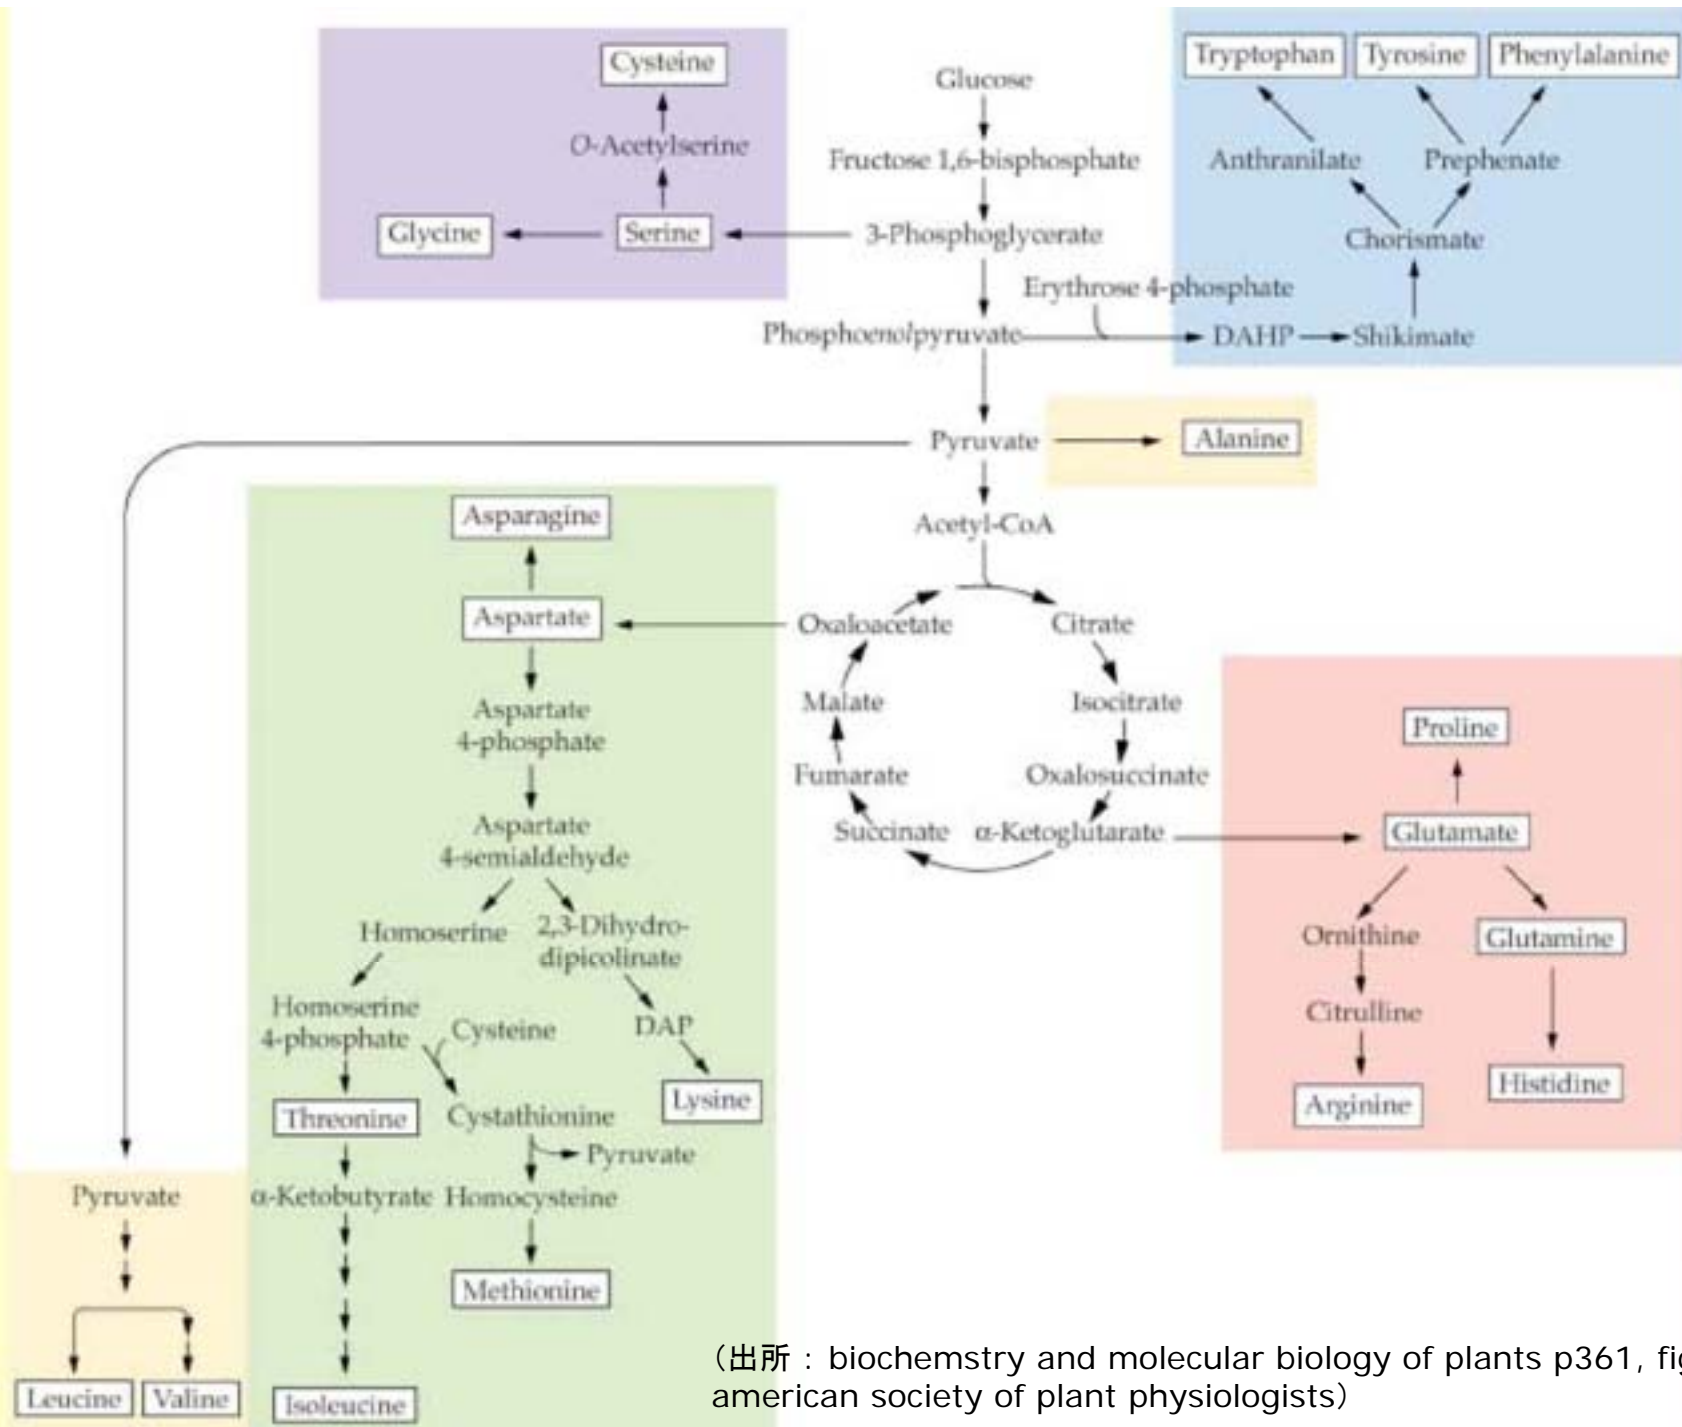 Cysteine
O-Acetylserine
Glycine
Serine
Glucose
Fructose 1,6-bisphosphate
3-Phosphoglycerate
Erythrose 4-phosphate
Phosphoenolpyruvate
DAHP
Shikimate
Chorismate
Anthranilate
Prephenate
Tryptophan
Tyrosine
Phenylalanine
Pyruvate
Alanine
Acetyl-CoA
Oxaloacetate
Citrate
Malate
Isocitrate
Fumarate
Oxalosuccinate
Succinate
α-Ketoglutarate
Asparagine
Aspartate
Aspartate
4-phosphate
Aspartate
4-semialdehyde
Homoserine
2,3-Dihydro-
dipicolinate
Homoserine
4-phosphate
Cysteine
DAP
Threonine
Cystathionine
Lysine
Pyruvate
α-Ketobutyrate
Homocysteine
Methionine
Isoleucine
Pyruvate
Leucine
Valine
Proline
Glutamate
Ornithine
Glutamine
Citrulline
Arginine
Histidine
(出所 : biochemstry and molecular biology of plants p361, fig
american society of plant physiologists)